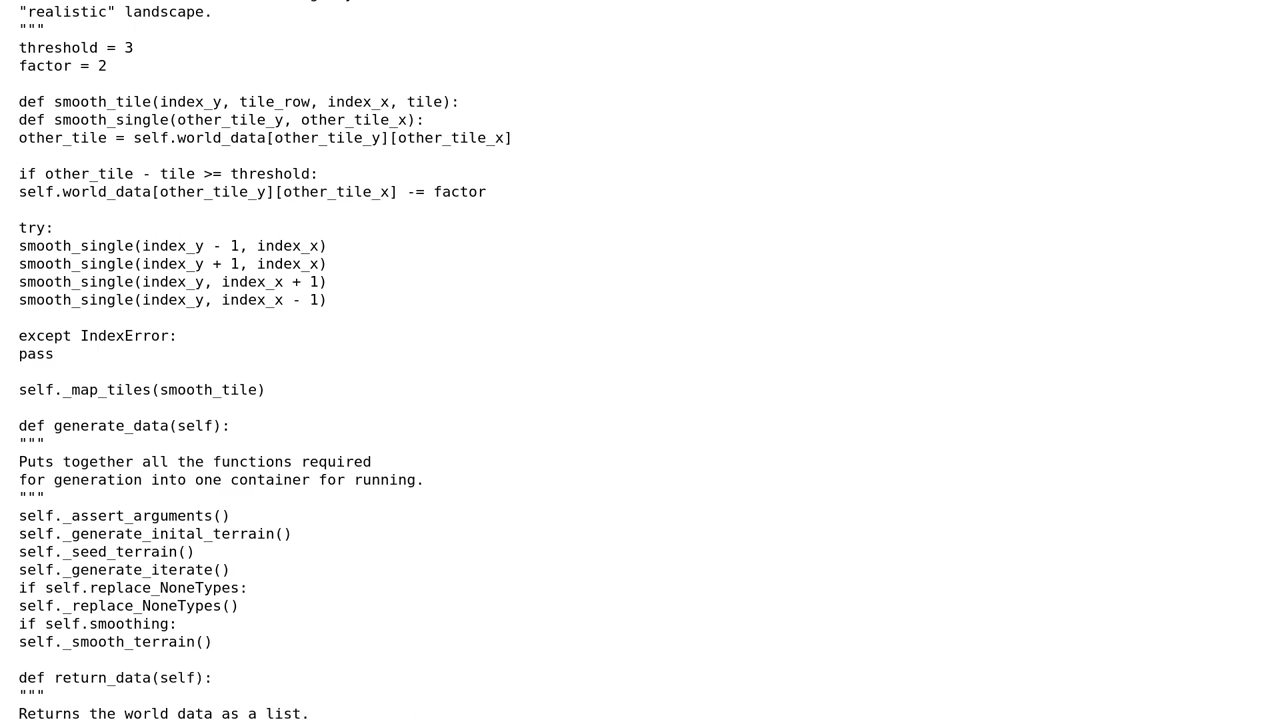 "realistic" landscape.
"""
threshold = 3
factor = 2
def smooth_tile(index_y, tile_row, index_x, tile):
def smooth_single(other_tile_y, other_tile_x):
other_tile = self.world_data[other_tile_y][other_tile_x]
if other_tile - tile >= threshold:
self.world_data[other_tile_y][other_tile_x] -= factor
try:
smooth_single(index_y - 1, index_x)
smooth_single(index_y + 1, index_x)
smooth_single(index_y, index_x + 1)
smooth_single(index_y, index_x - 1)
except IndexError:
pass
self._map_tiles(smooth_tile)
def generate_data(self):
"""
Puts together all the functions required
for generation into one container for running.
"""
self._assert_arguments()
self._generate_inital_terrain()
self._seed_terrain()
self._generate_iterate()
if self.replace_NoneTypes:
self._replace_NoneTypes()
if self.smoothing:
self._smooth_terrain()
def return_data(self):
"""
Returns the world data as a list.